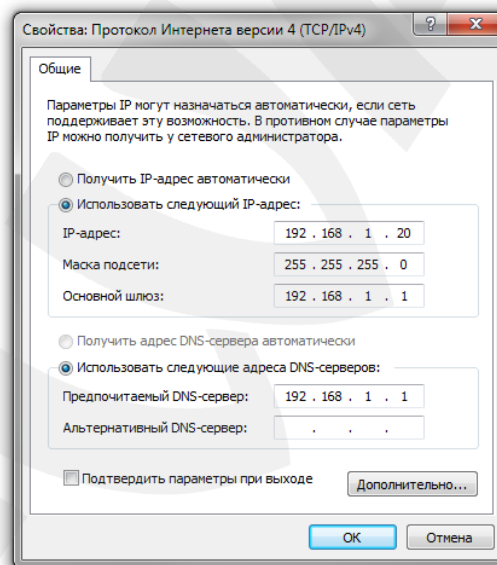 Свойства: Протокол Интернета версии 4 (TCP/IPv4)
Общие
Параметры IP могут назначаться автоматически, если сеть
поддерживает эту возможность. В противном случае параметры
IP можно получить у сетевого администратора.
Получить IP-адрес автоматически
Использовать следующий IP-адрес:
IP-адрес: 192 . 168 . 1 . 20
Маска подсети: 255 . 255 . 255 . 0
Основной шлюз: 192 . 168 . 1 . 1
Получить адрес DNS-сервера автоматически
Использовать следующие адреса DNS-серверов:
Предпочитаемый DNS-сервер: 192 . 168 . 1 . 1
Альтернативный DNS-сервер: . . .
Подтвердить параметры при выходе
Дополнительно...
ОК Отмена